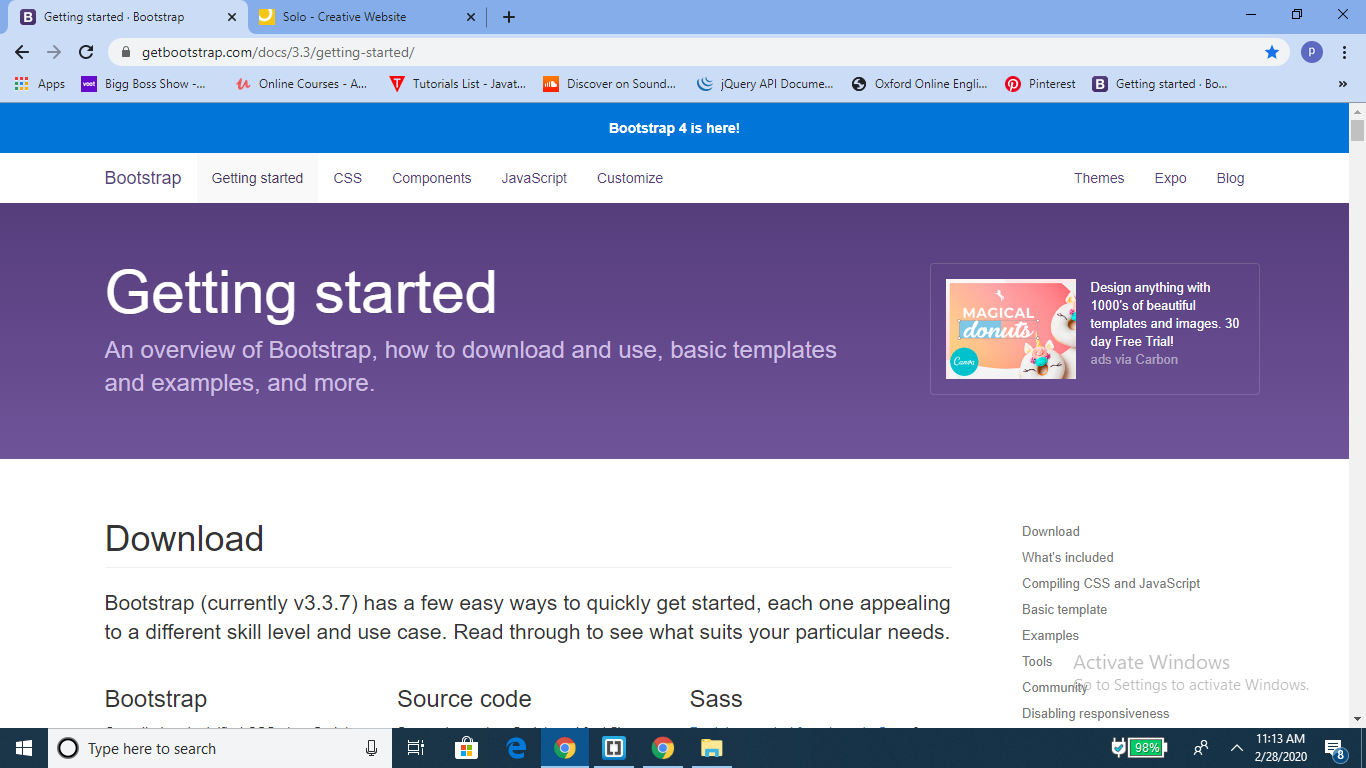 Getting started · Bootstrap
Solo - Creative Website
getbootstrap.com/docs/3.3/getting-started/
P
Apps
voot
Bigg Boss Show -...
Online Courses - A...
Tutorials List - Javat...
Discover on Sound...
jQuery API Docume...
Oxford Online Engli...
Pinterest
B
Getting started · Bo...
»
Bootstrap 4 is here!
Bootstrap
Getting started
CSS
Components
JavaScript
Customize
Themes
Expo
Blog
Getting started
An overview of Bootstrap, how to download and use, basic templates
and examples, and more.
MAGICAL
donuts
Canva
Design anything with
1000's of beautiful
templates and images. 30
day Free Trial!
ads via Carbon
Download
Bootstrap (currently v3.3.7) has a few easy ways to quickly get started, each one appealing
to a different skill level and use case. Read through to see what suits your particular needs.
Bootstrap
Source code
Sass
Download
What's included
Compiling CSS and JavaScript
Basic template
Examples
Tools
Community
Disabling responsiveness
Activate Windows
Go to Settings to activate Windows.
Type here to search
98%
11:13 AM
2/28/2020
8